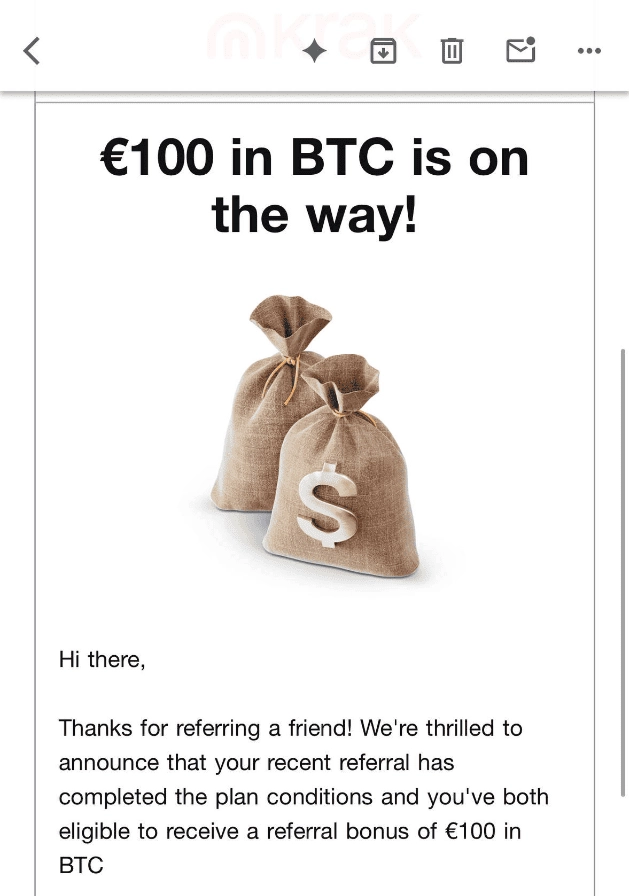 krak
€100 in BTC is on
the way!
$
Hi there,
Thanks for referring a friend! We're thrilled to
announce that your recent referral has
completed the plan conditions and you've both
eligible to receive a referral bonus of €100 in
BTC